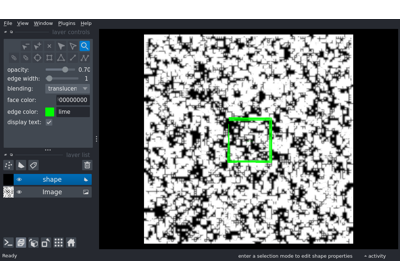 File View Window Plugins Help
layer controls
opacity: 0.70
edge width: 1
blending: translucen
face color: 00000000
edge color: lime
display text:
layer list
shape
Image
Ready enter a selection mode to edit shape properties activity